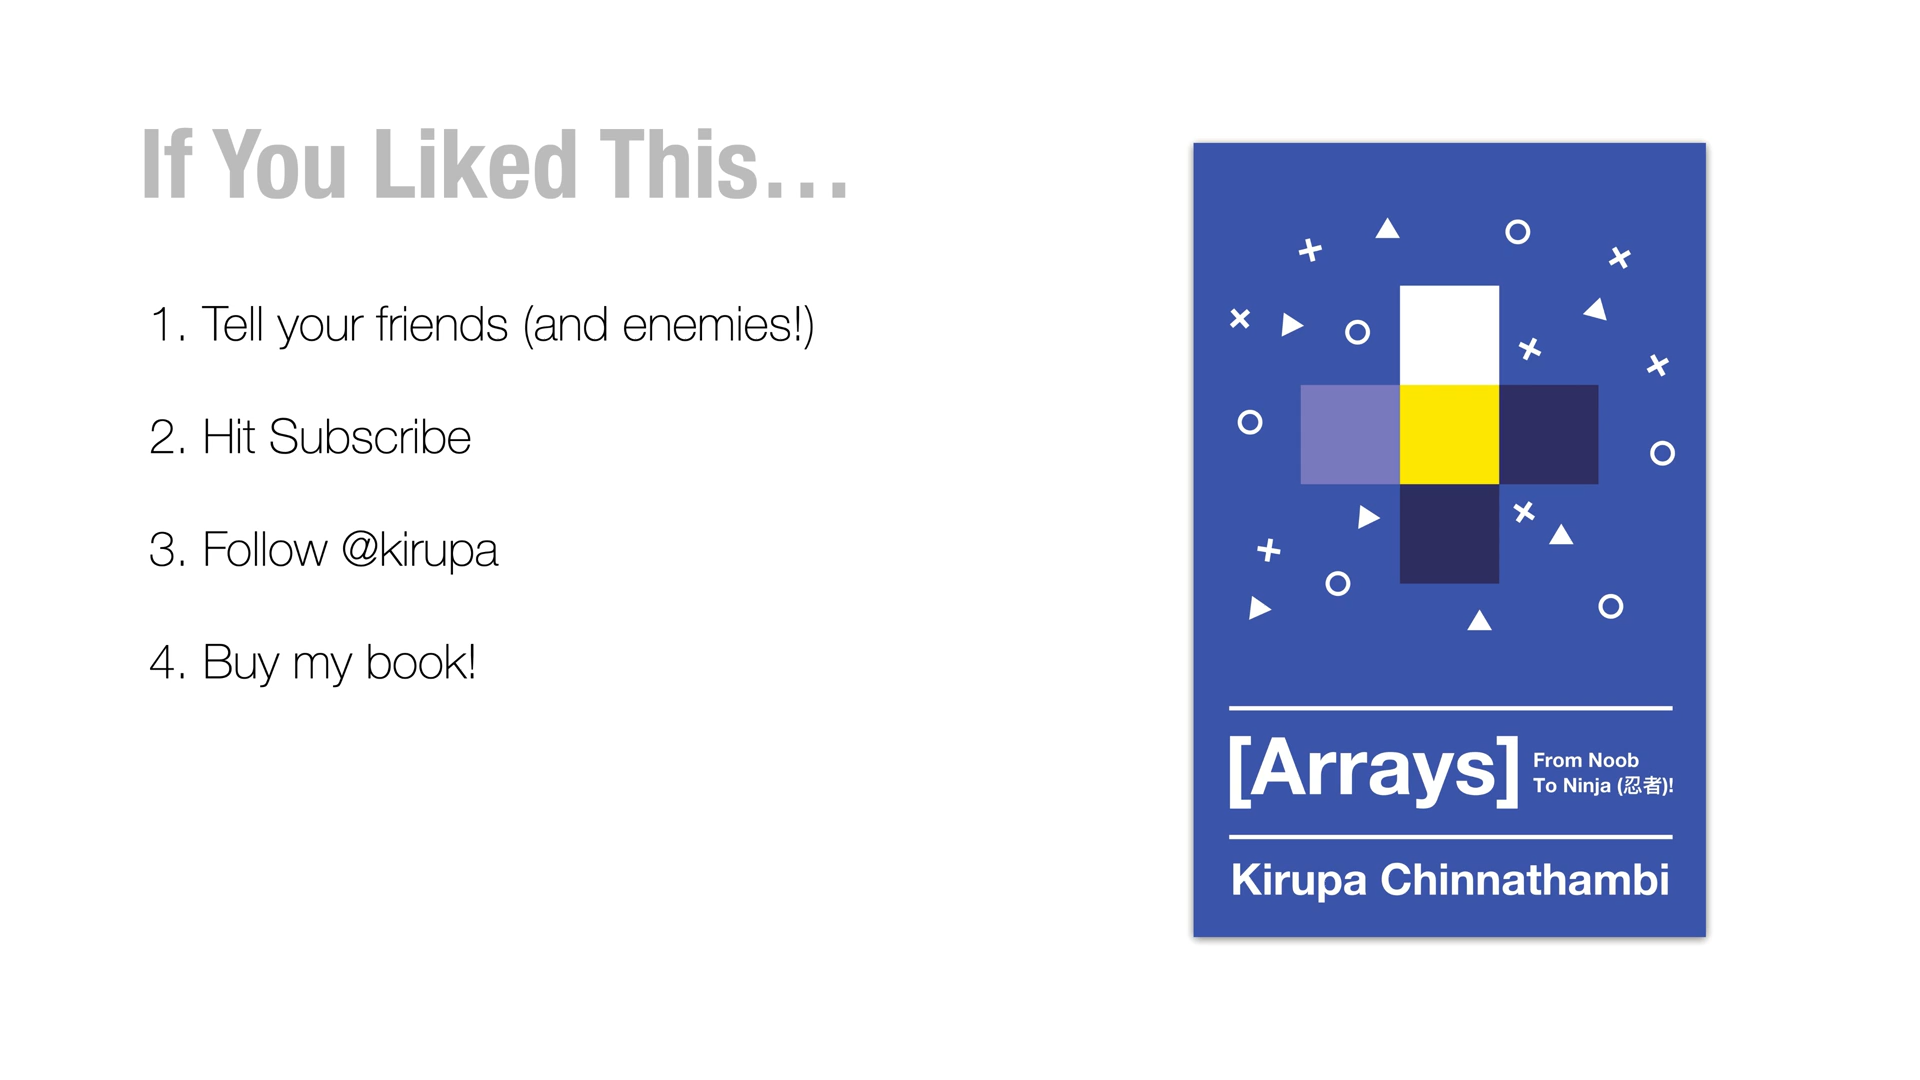 If You Liked This...
1. Tell your friends (and enemies!)
2. Hit Subscribe
3. Follow @kirupa
4. Buy my book!
[Arrays]
From Noob
To Ninja (忍者)!
Kirupa Chinnathambi